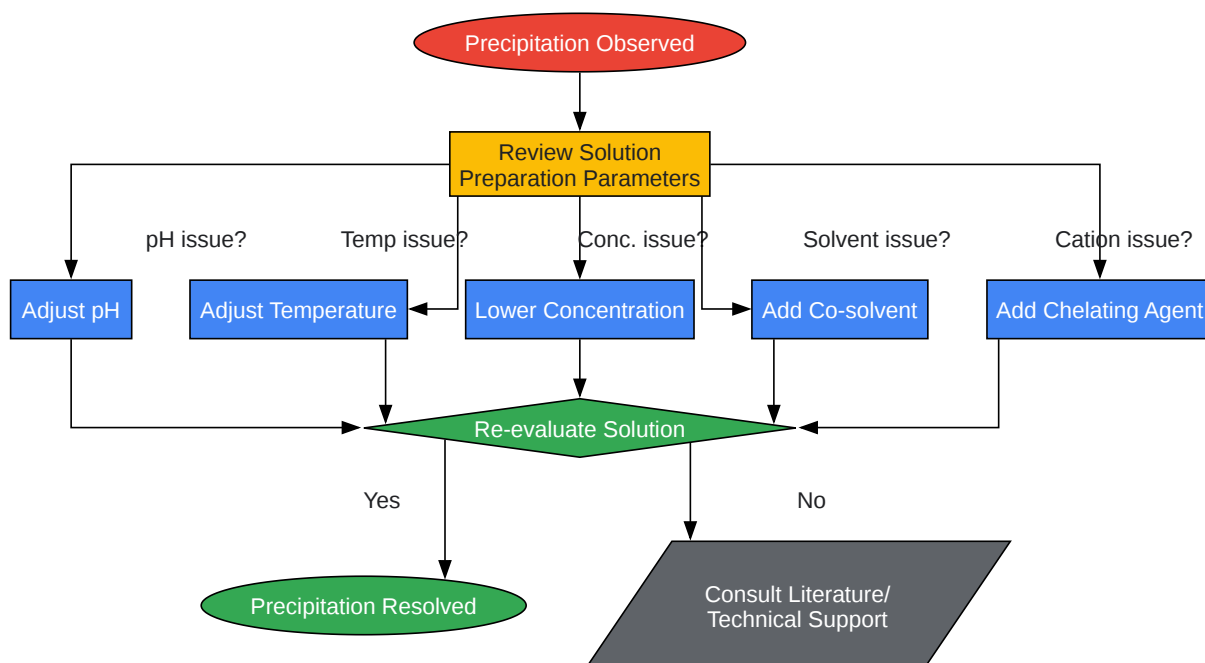 Precipitation Observed
Review Solution
Preparation Parameters
pH issue?
Temp issue?
Conc. issue?
Solvent issue?
Cation issue?
Adjust pH
Adjust Temperature
Lower Concentration
Add Co-solvent
Add Chelating Agent
Re-evaluate Solution
Yes
No
Precipitation Resolved
Consult Literature/
Technical Support